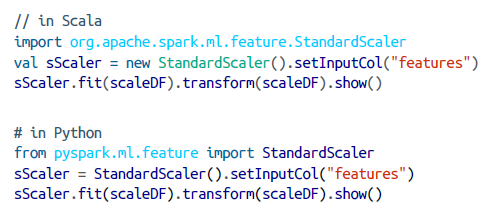 // in Scala
import org.apache.spark.ml.feature.StandardScaler
val sScaler = new StandardScaler().setInputCol("features")
sScaler.fit(scaleDF).transform(scaleDF).show()
# in Python
from pyspark.ml.feature import StandardScaler
sScaler = StandardScaler().setInputCol("features")
sScaler.fit(scaleDF).transform(scaleDF).show()